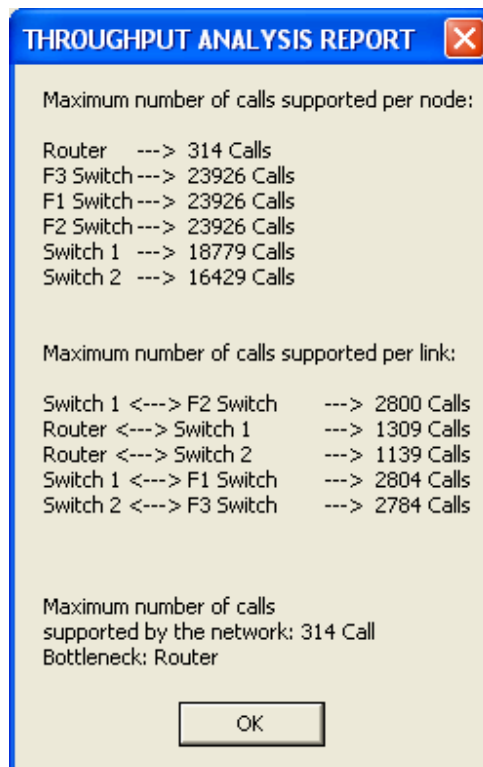 THROUGHPUT ANALYSIS REPORT
Maximum number of calls supported per node:
Router ---> 314 Calls
F3 Switch ---> 23926 Calls
F1 Switch ---> 23926 Calls
F2 Switch ---> 23926 Calls
Switch 1 ---> 18779 Calls
Switch 2 ---> 16429 Calls
Maximum number of calls supported per link:
Switch 1 <---> F2 Switch ---> 2800 Calls
Router <---> Switch 1 ---> 1309 Calls
Router <---> Switch 2 ---> 1139 Calls
Switch 1 <---> F1 Switch ---> 2804 Calls
Switch 2 <---> F3 Switch ---> 2784 Calls
Maximum number of calls
supported by the network: 314 Call
Bottleneck: Router
OK